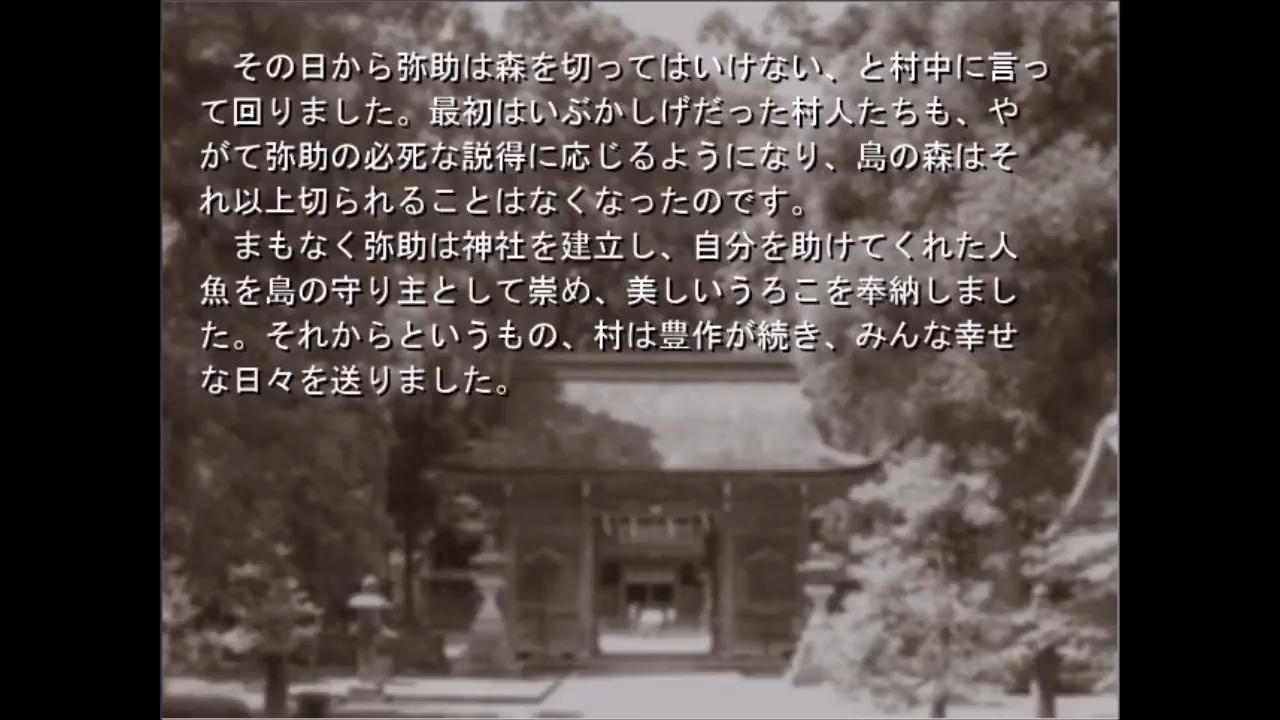 その日から弥助は森を切ってはいけない、と村中に言っ
て回りました。最初はいぶかしげだった村人たちも、や
がて弥助の必死な説得に応じるようになり、島の森はそ
れ以上切られることはなくなったのです。
　まもなく弥助は神社を建立し、自分を助けてくれた人
魚を島の守り主として崇め、美しいうろこを奉納しまし
た。それからというもの、村は豊作が続き、みんな幸せ
な日々を送りました。